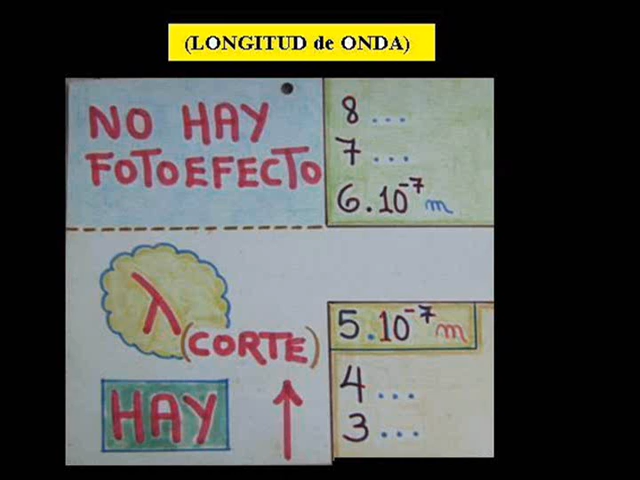 (LONGITUD de ONDA)
NO HAY
FOTOEFECTO
8 ...
7 ...
6.10⁻⁷ m
λ
(CORTE)
5.10⁻⁷ m
HAY
4 ...
3 ...